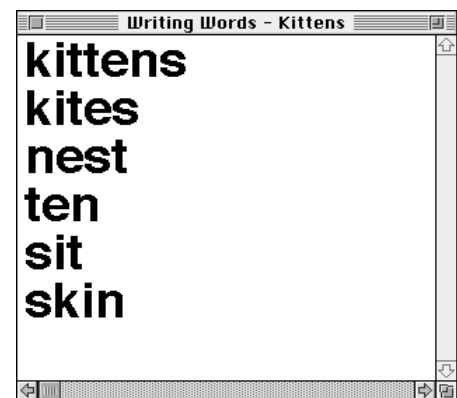 Writing Words - Kittens
kittens
kites
nest
ten
sit
skin